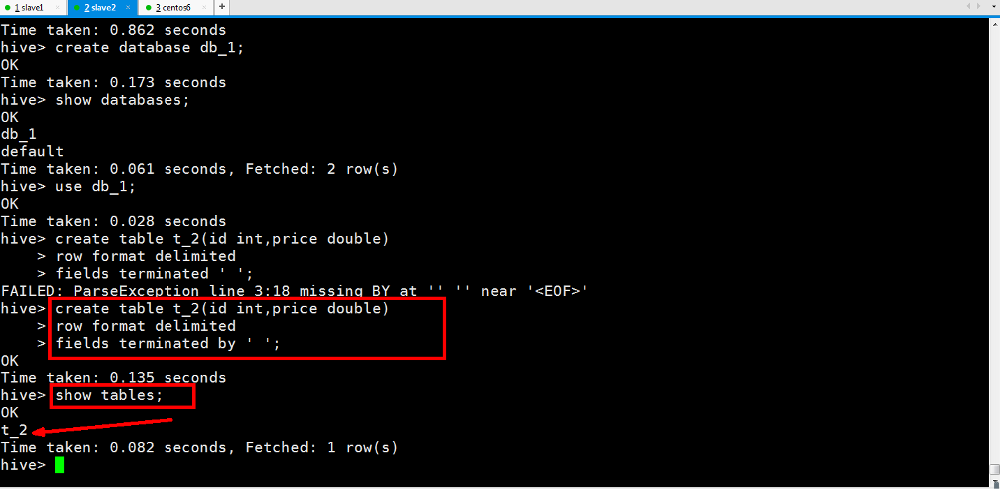 1 slave1 × 2 slave2 × 3 centos6 × +
Time taken: 0.862 seconds
hive> create database db_1;
OK
Time taken: 0.173 seconds
hive> show databases;
OK
db_1
default
Time taken: 0.061 seconds, Fetched: 2 row(s)
hive> use db_1;
OK
Time taken: 0.028 seconds
hive> create table t_2(id int,price double)
    > row format delimited
    > fields terminated ' ';
FAILED: ParseException line 3:18 missing BY at '' '' near '<EOF>'
hive> create table t_2(id int,price double)
    > row format delimited
    > fields terminated by ' ';
OK
Time taken: 0.135 seconds
hive> show tables;
OK
t_2
Time taken: 0.082 seconds, Fetched: 1 row(s)
hive>